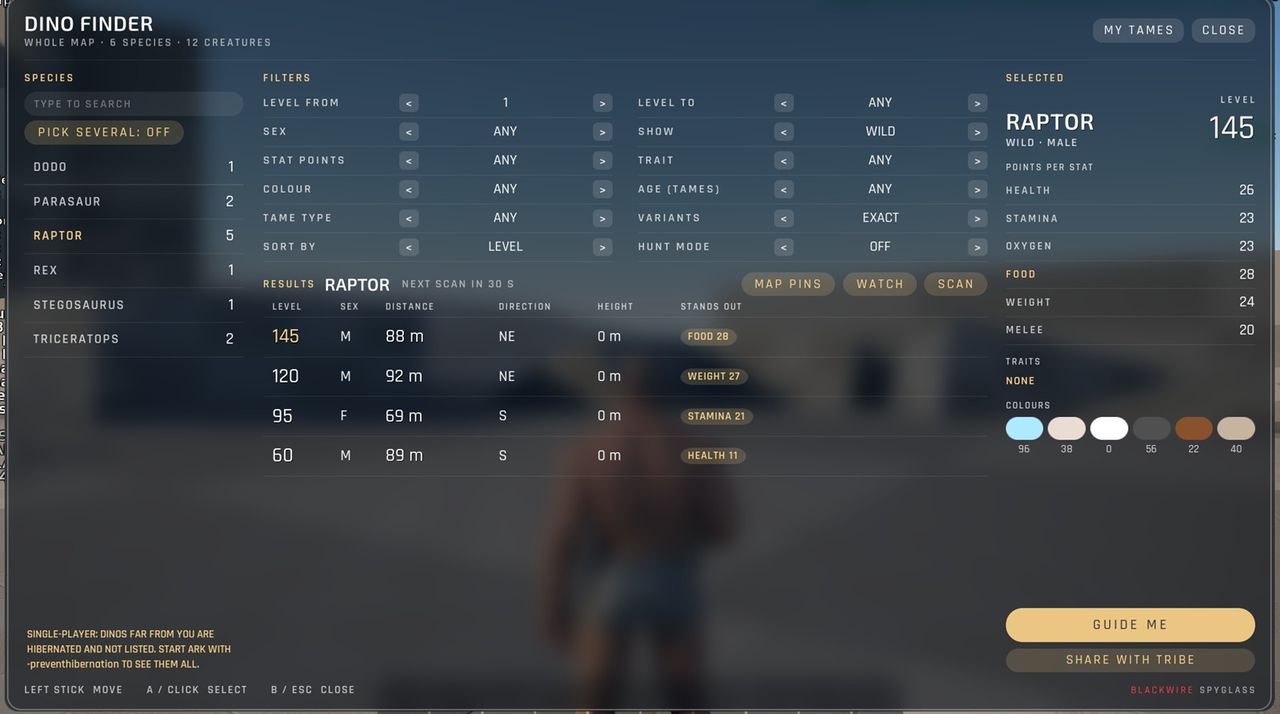 DINO FINDER
WHOLE MAP · 6 SPECIES · 12 CREATURES
MY TAMES
CLOSE
SPECIES
TYPE TO SEARCH
PICK SEVERAL: OFF
DODO 1
PARASAUR 2
RAPTOR 5
REX 1
STEGOSAURUS 1
TRICERATOPS 2
SINGLE-PLAYER: DINOS FAR FROM YOU ARE
HIBERNATED AND NOT LISTED. START ARK WITH
-preventhibernation TO SEE THEM ALL.
FILTERS
LEVEL FROM < 1 > LEVEL TO < ANY >
SEX < ANY > SHOW < WILD >
STAT POINTS < ANY > TRAIT < ANY >
COLOUR < ANY > AGE (TAMES) < ANY >
TAME TYPE < ANY > VARIANTS < EXACT >
SORT BY < LEVEL > HUNT MODE < OFF >
RESULTS RAPTOR NEXT SCAN IN 30 S MAP PINS WATCH SCAN
LEVEL SEX DISTANCE DIRECTION HEIGHT STANDS OUT
145 M 88 m NE 0 m FOOD 28
120 M 92 m NE 0 m WEIGHT 27
95 F 69 m S 0 m STAMINA 21
60 M 89 m S 0 m HEALTH 11
SELECTED
LEVEL
RAPTOR 145
WILD · MALE
POINTS PER STAT
HEALTH 26
STAMINA 23
OXYGEN 23
FOOD 28
WEIGHT 24
MELEE 20
TRAITS
NONE
COLOURS
96 38 0 56 22 40
GUIDE ME
SHARE WITH TRIBE
LEFT STICK MOVE A / CLICK SELECT B / ESC CLOSE
BLACKWIRE SPYGLASS